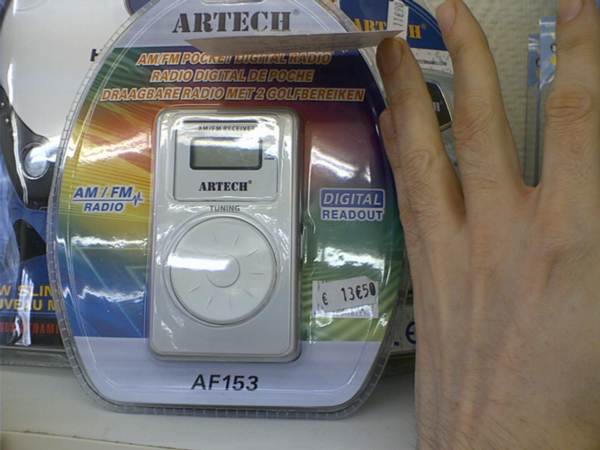 ARTECH®
AM/FM POCKET DIGITAL RADIO
RADIO DIGITAL DE POCHE
DRAAGBARE RADIO MET 2 GOLFBEREIKEN
AM/FM RECEIVER
ARTECH®
TUNING
AM / FM
RADIO
DIGITAL
READOUT
€ 13€50
AF153